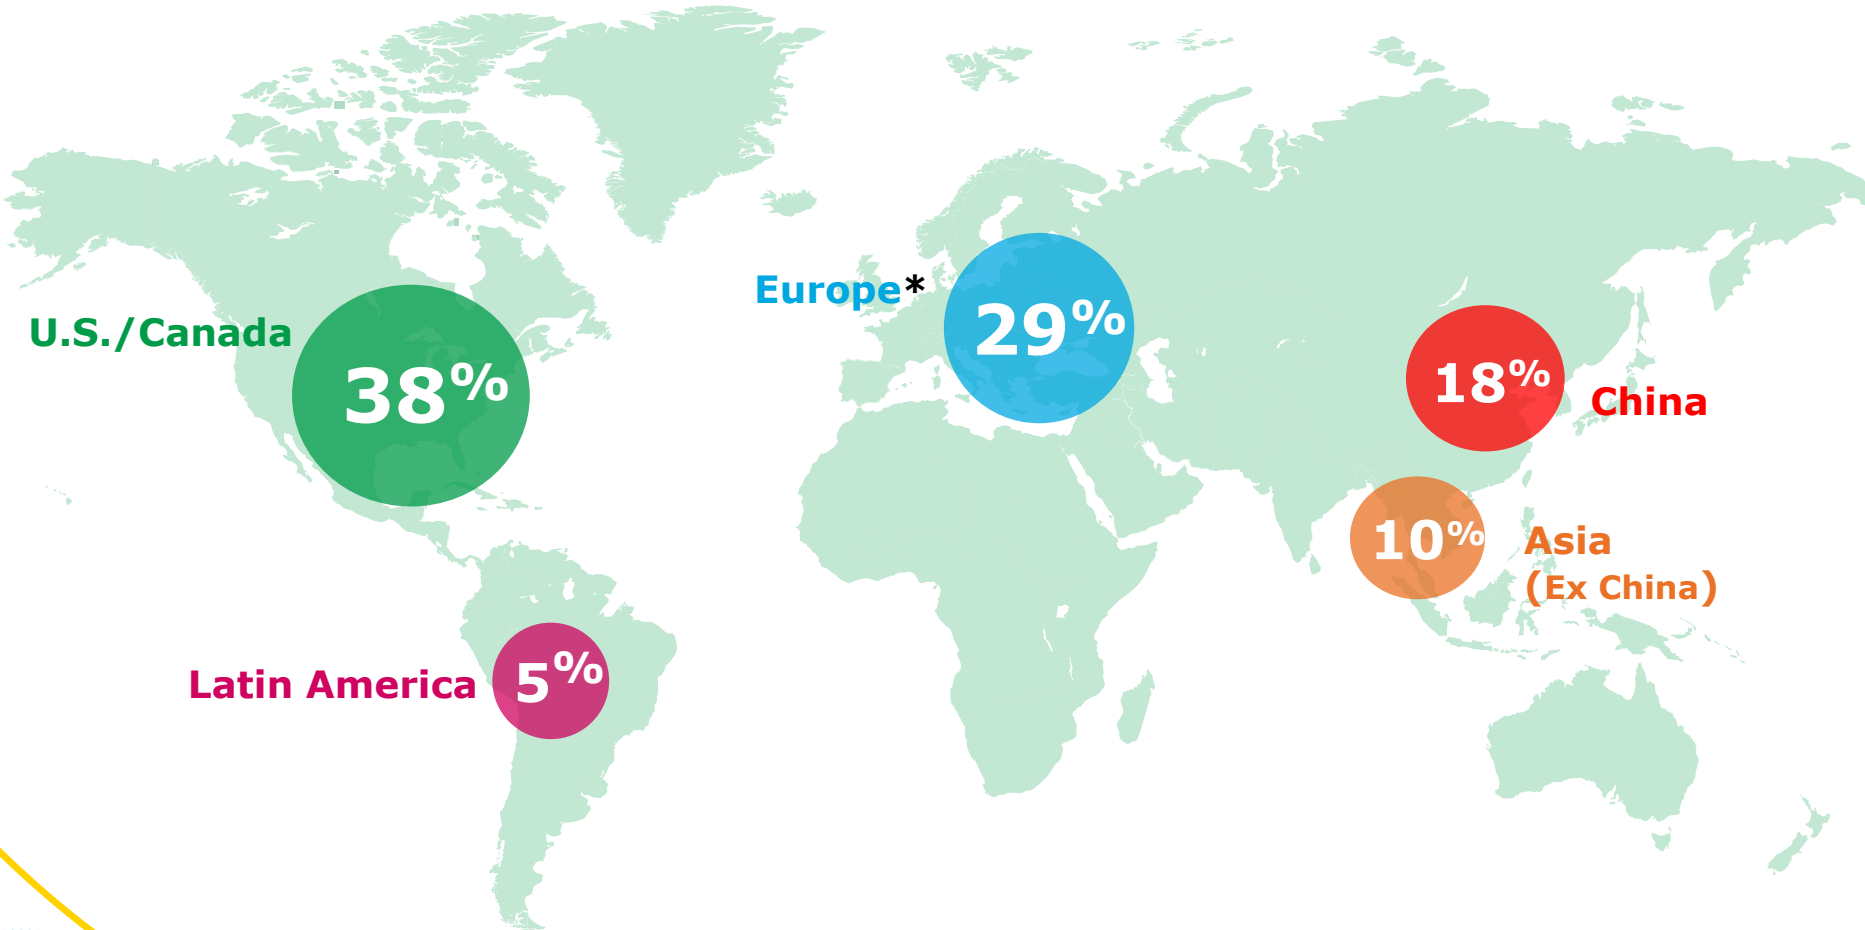 U.S./Canada
38%
Europe*
29%
18%
China
10%
Asia
(Ex China)
Latin America
5%